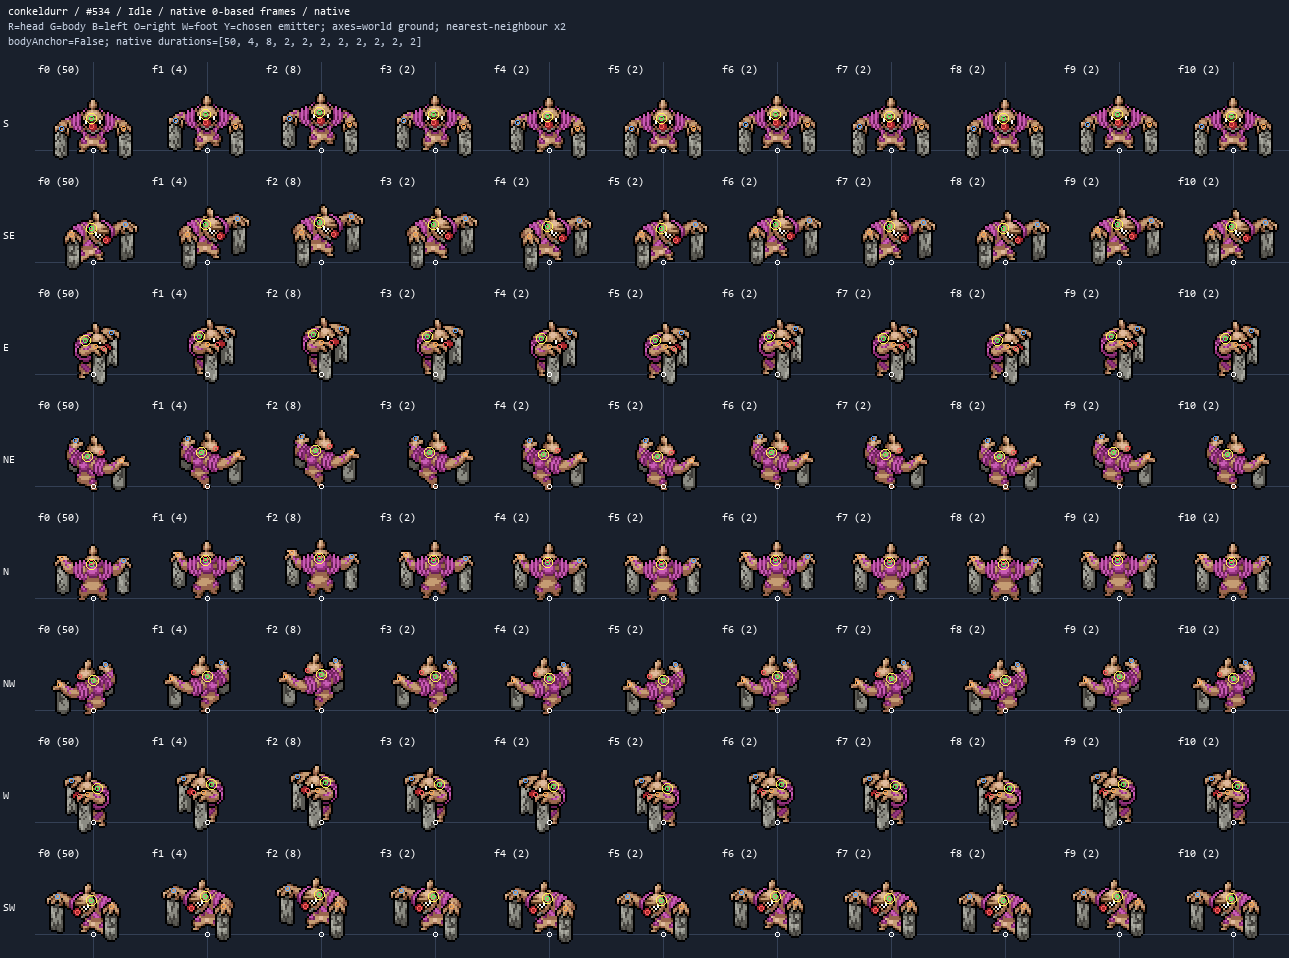 conkeldurr / #534 / Idle / native 0-based frames / native
R=head G=body B=left O=right W=foot Y=chosen emitter; axes=world ground; nearest-neighbour x2
bodyAnchor=False; native durations=[50, 4, 8, 2, 2, 2, 2, 2, 2, 2, 2]
f0 (50) f1 (4) f2 (8) f3 (2) f4 (2) f5 (2) f6 (2) f7 (2) f8 (2) f9 (2) f10 (2)
S
f0 (50) f1 (4) f2 (8) f3 (2) f4 (2) f5 (2) f6 (2) f7 (2) f8 (2) f9 (2) f10 (2)
SE
f0 (50) f1 (4) f2 (8) f3 (2) f4 (2) f5 (2) f6 (2) f7 (2) f8 (2) f9 (2) f10 (2)
E
f0 (50) f1 (4) f2 (8) f3 (2) f4 (2) f5 (2) f6 (2) f7 (2) f8 (2) f9 (2) f10 (2)
NE
f0 (50) f1 (4) f2 (8) f3 (2) f4 (2) f5 (2) f6 (2) f7 (2) f8 (2) f9 (2) f10 (2)
N
f0 (50) f1 (4) f2 (8) f3 (2) f4 (2) f5 (2) f6 (2) f7 (2) f8 (2) f9 (2) f10 (2)
NW
f0 (50) f1 (4) f2 (8) f3 (2) f4 (2) f5 (2) f6 (2) f7 (2) f8 (2) f9 (2) f10 (2)
W
f0 (50) f1 (4) f2 (8) f3 (2) f4 (2) f5 (2) f6 (2) f7 (2) f8 (2) f9 (2) f10 (2)
SW